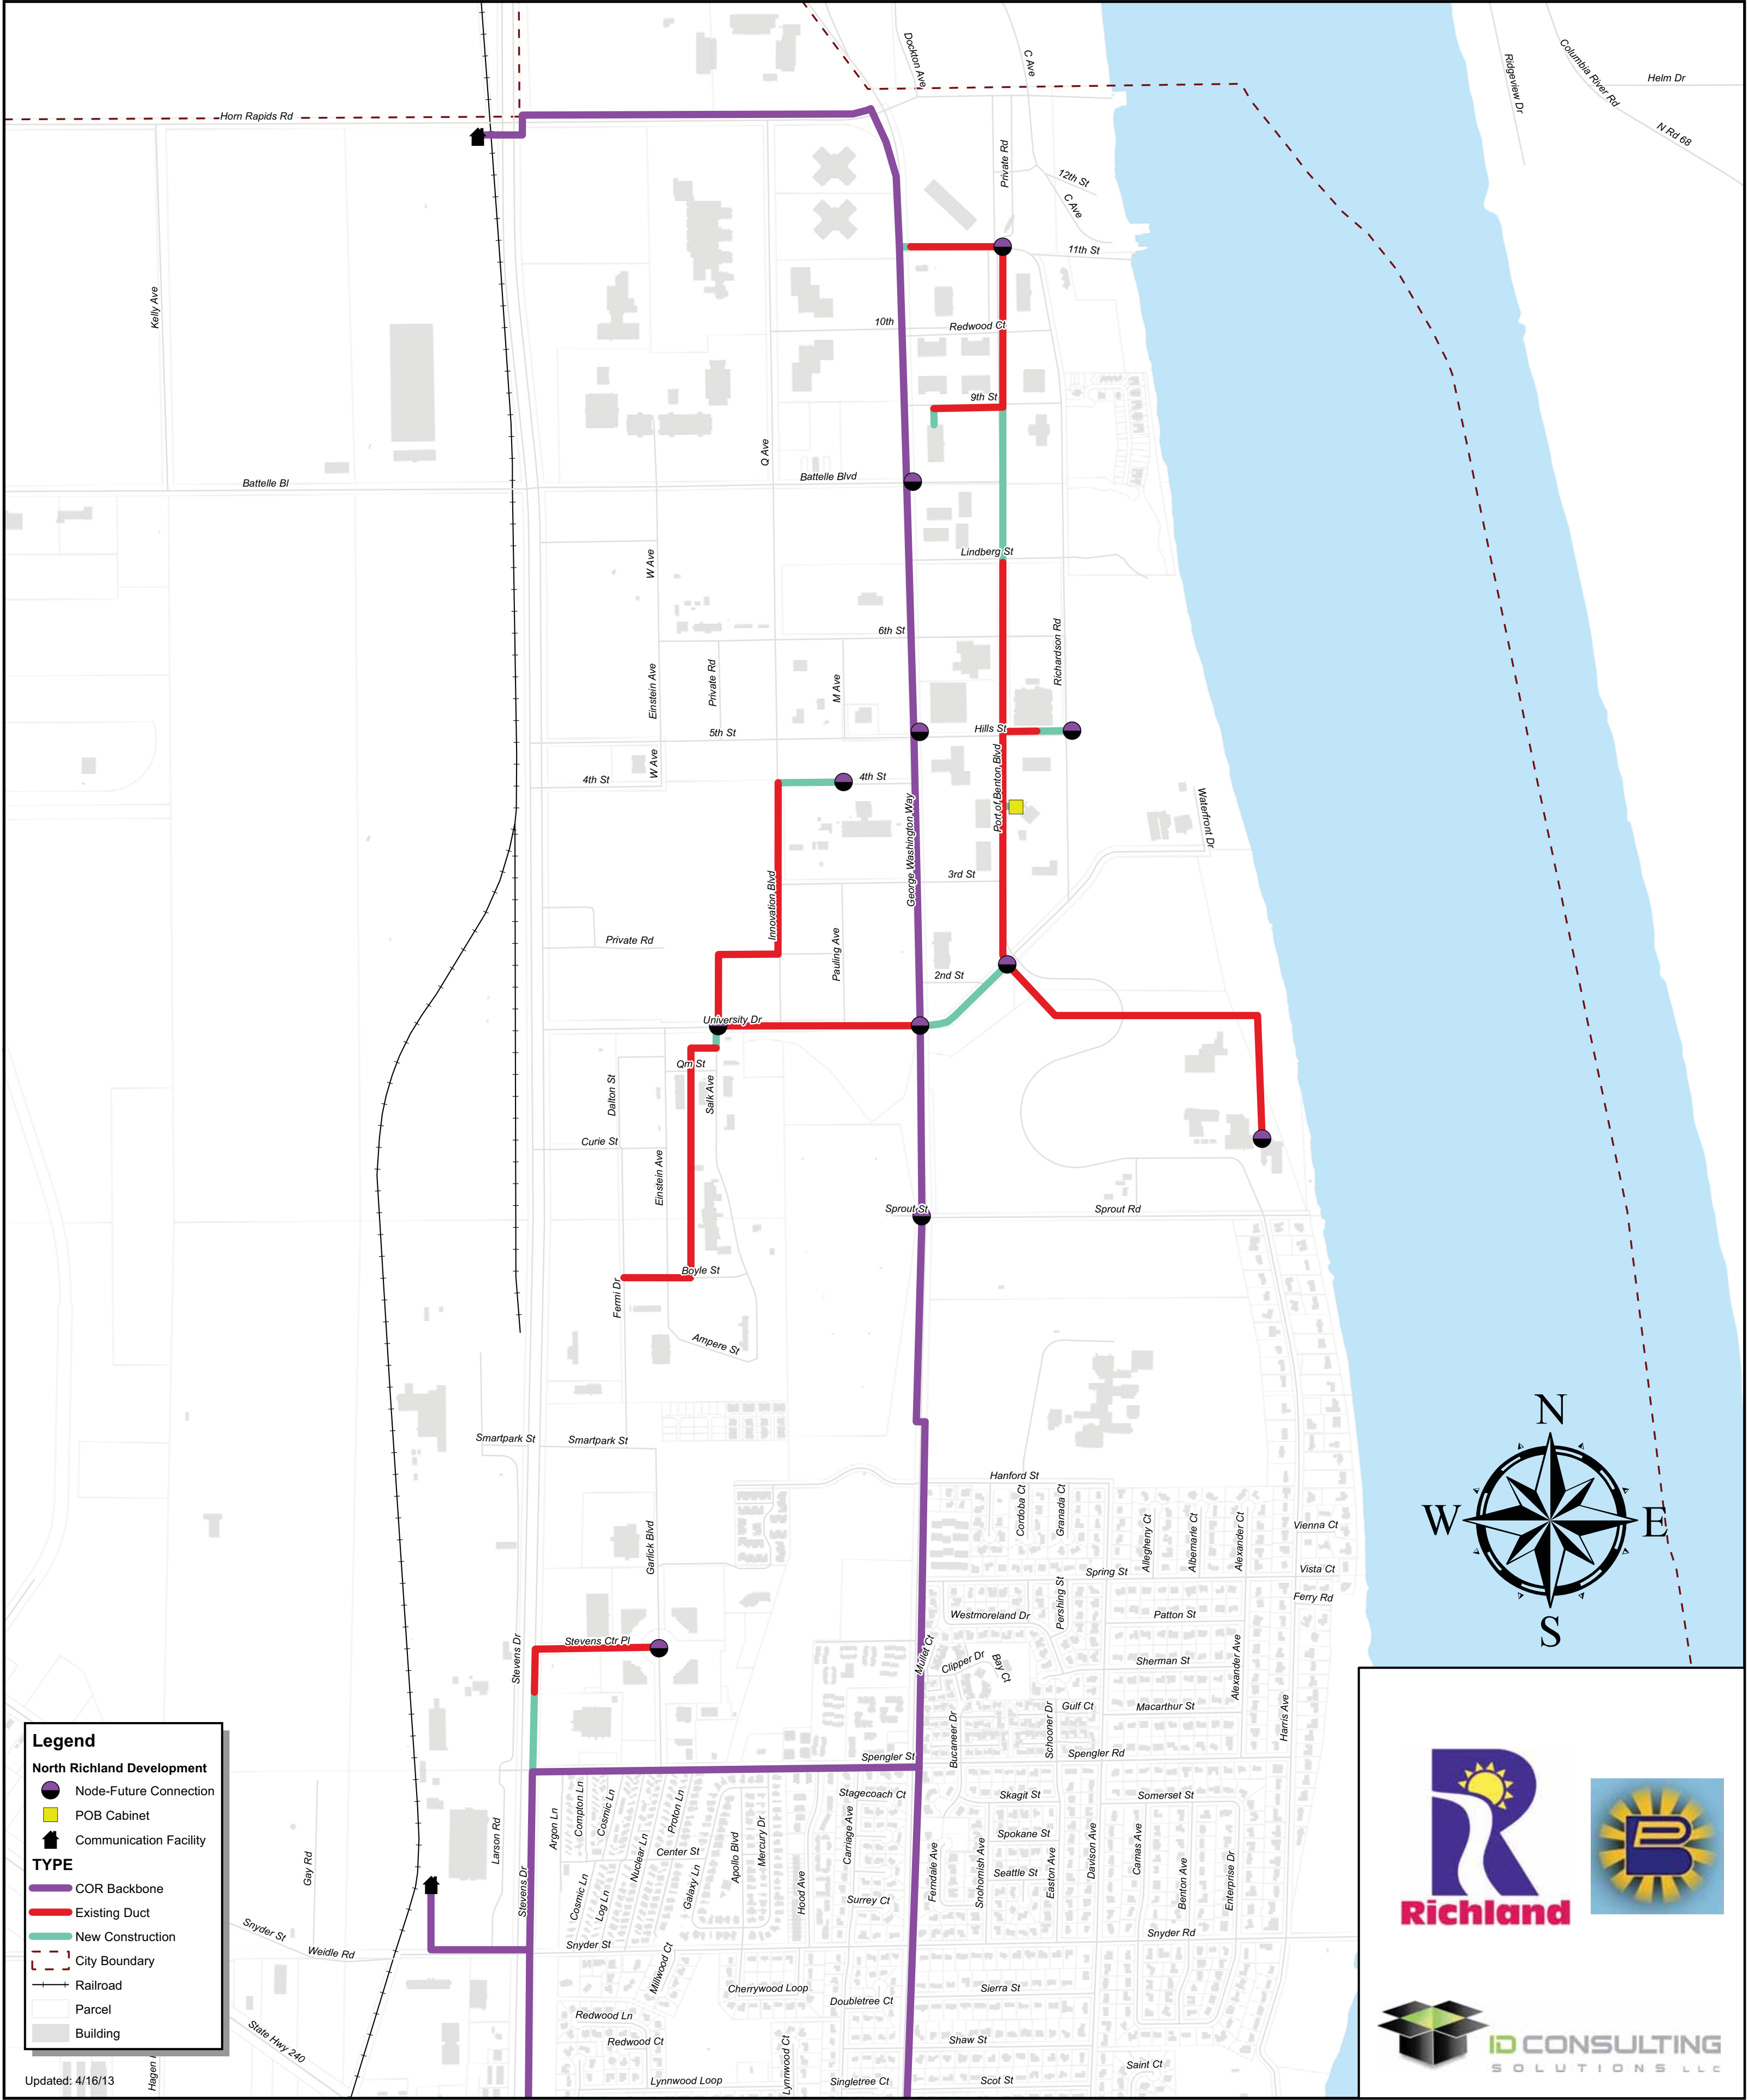 Dockton Ave
C Ave
Ridgeview Dr
Columbia River Rd
Helm Dr
N Rd 68
Horn Rapids Rd
Private Rd
12th St
C Ave
11th St
Kelly Ave
10th
Redwood Ct
9th St
Q Ave
Battelle Bl
Battelle Blvd
Lindberg St
W Ave
6th St
Richardson Rd
Einstein Ave
Private Rd
M Ave
5th St
Hills St
W Ave
4th St
4th St
Port of Benton Blvd
George Washington Way
Waterfront Dr
3rd St
Innovation Blvd
Private Rd
Pauling Ave
2nd St
University Dr
Qm St
Dalton St
Salk Ave
Curie St
Einstein Ave
Sprout St
Sprout Rd
Boyle St
Fermi Dr
Ampere St
N
W
E
S
Smartpark St
Smartpark St
Hanford St
Cordoba Ct
Granada Ct
Allegheny Ct
Albemarle Ct
Alexander Ct
Vienna Ct
Garlick Blvd
Spring St
Vista Ct
Pershing St
Ferry Rd
Westmoreland Dr
Patton St
Stevens Ctr Pl
Stevens Dr
Mullet Ct
Clipper Dr
Bay Ct
Sherman St
Alexander Ave
Gulf Ct
Macarthur St
Harris Ave
Bucaneer Dr
Schooner Dr
Spengler St
Spengler Rd
Argon Ln
Compton Ln
Cosmic Ln
Proton Ln
Stagecoach Ct
Skagit St
Somerset St
Larson Rd
Nuclear Ln
Center St
Apollo Blvd
Mercury Dr
Carriage Ave
Spokane St
Davison Ave
Camas Ave
Gay Rd
Stevens Dr
Cosmic Ln
Log Ln
Galaxy Ln
Hood Ave
Surrey Ct
Ferndale Ave
Snohomish Ave
Seattle St
Easton Ave
Benton Ave
Enterprise Dr
Snyder St
Weidle Rd
Snyder St
Snyder Rd
Millwood Ct
Cherrywood Loop
Doubletree Ct
Sierra St
Redwood Ln
Redwood Ct
State Hwy 240
Lynnwood Ct
Shaw St
Saint Ct
Lynnwood Loop
Singletree Ct
Scot St
Legend
North Richland Development
Node-Future Connection
POB Cabinet
Communication Facility
TYPE
COR Backbone
Existing Duct
New Construction
City Boundary
Railroad
Parcel
Building
Updated: 4/16/13
Hagen
Richland
B
ID CONSULTING
SOLUTIONS LLC